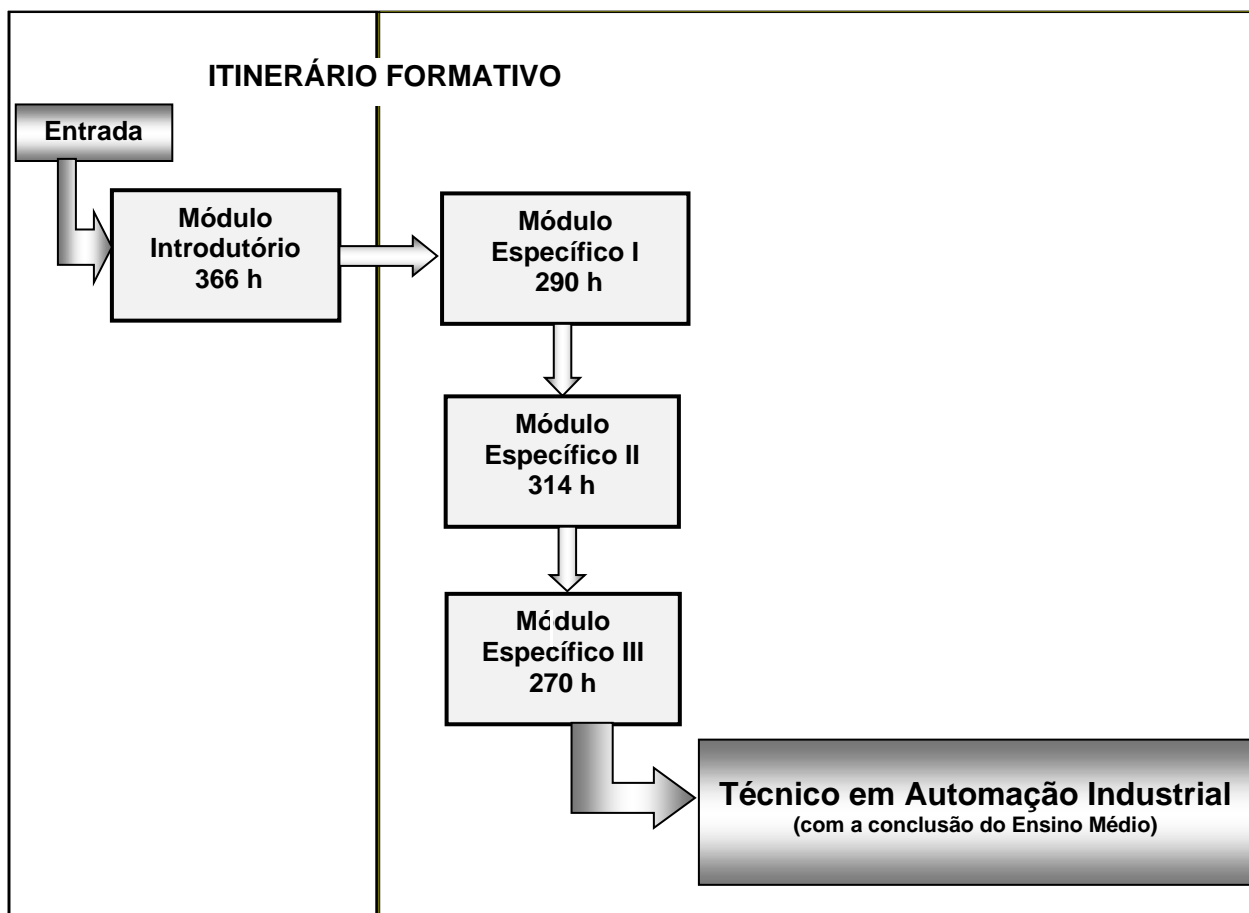 ITINERÁRIO FORMATIVO
Entrada
Módulo
Introdutório
366 h
Módulo
Específico I
290 h
Módulo
Específico II
314 h
Módulo
Específico III
270 h
Técnico em Automação Industrial
(com a conclusão do Ensino Médio)